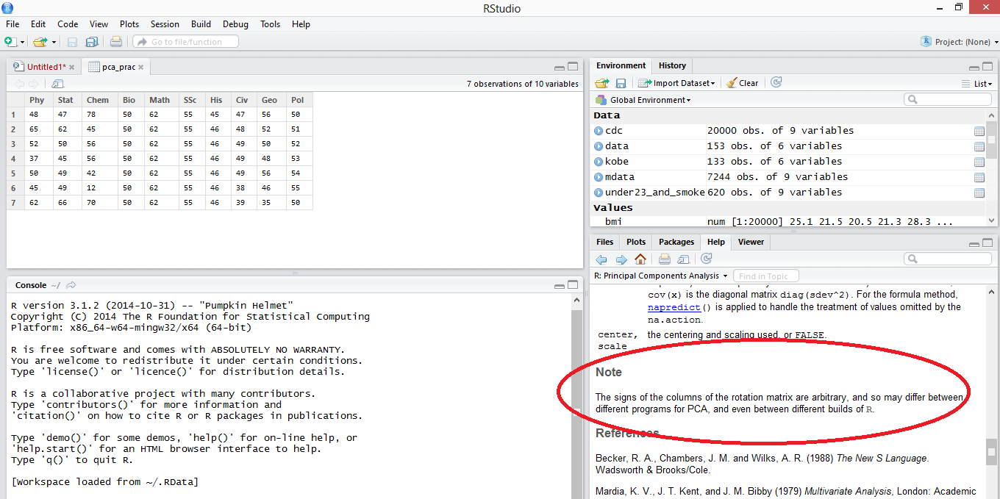 RStudio
File Edit Code View Plots Session Build Debug Tools Help
Go to file/function
Project: (None)
Untitled1* pca_prac
7 observations of 10 variables
Phy Stat Chem Bio Math SSc His Civ Geo Pol
1 48 47 78 50 62 55 45 47 56 50
2 65 62 45 50 62 55 46 48 52 51
3 52 50 56 50 62 55 46 49 50 52
4 37 45 56 50 62 55 46 49 48 53
5 50 49 42 50 62 55 46 49 56 54
6 45 49 12 50 62 55 46 38 46 55
7 62 66 70 50 62 55 46 39 35 50
Console ~/
R version 3.1.2 (2014-10-31) -- "Pumpkin Helmet"
Copyright (C) 2014 The R Foundation for Statistical Computing
Platform: x86_64-w64-mingw32/x64 (64-bit)
R is free software and comes with ABSOLUTELY NO WARRANTY.
You are welcome to redistribute it under certain conditions.
Type 'license()' or 'licence()' for distribution details.
R is a collaborative project with many contributors.
Type 'contributors()' for more information and
'citation()' on how to cite R or R packages in publications.
Type 'demo()' for some demos, 'help()' for on-line help, or
'help.start()' for an HTML browser interface to help.
Type 'q()' to quit R.
[Workspace loaded from ~/.RData]
Environment History
Import Dataset Clear List
Global Environment
Data
cdc 20000 obs. of 9 variables
data 153 obs. of 6 variables
kobe 133 obs. of 6 variables
mdata 7244 obs. of 9 variables
under23_and_smoke 620 obs. of 9 variables
Values
bmi num [1:20000] 25.1 21.5 20.5 21.3 28.3 ...
Files Plots Packages Help Viewer
R: Principal Components Analysis Find in Topic
cov(x) is the diagonal matrix diag(sdev^2). For the formula method,
napredict() is applied to handle the treatment of values omitted by the
na.action.
center, the centering and scaling used, or FALSE.
scale
Note
The signs of the columns of the rotation matrix are arbitrary, and so may differ between
different programs for PCA, and even between different builds of R.
References
Becker, R. A., Chambers, J. M. and Wilks, A. R. (1988) The New S Language.
Wadsworth & Brooks/Cole.
Mardia, K. V., J. T. Kent, and J. M. Bibby (1979) Multivariate Analysis, London: Academic